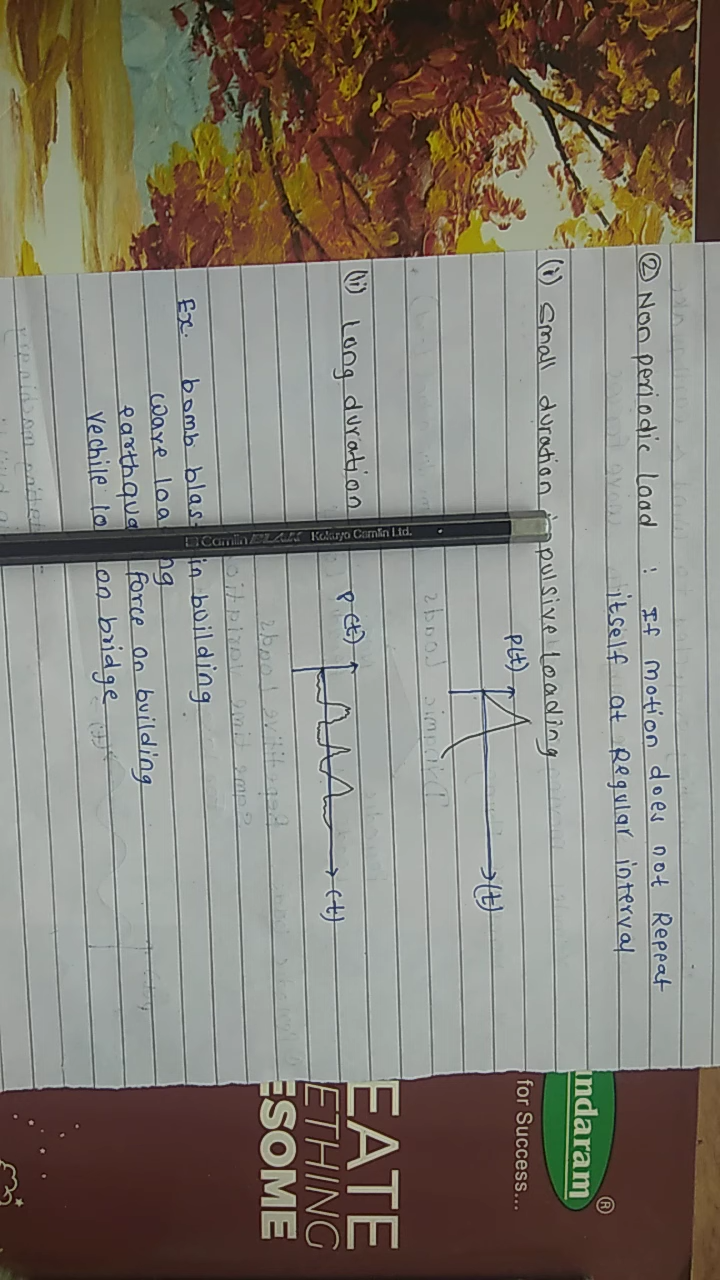 ② Non periodic Load : If motion does not Repeat
itself at Regular interval
(i) Small duration pulsive Loading
P(t)
(t)
(ii) Long duration
P(t)
(t)
Ex. bomb blas in building
Wave loa ng
earthqua force on building
Vechile lo on bridge
Camlin Kokuyo Camlin Ltd.
ndaram®
for Success...
EATE
ETHING
ESOME